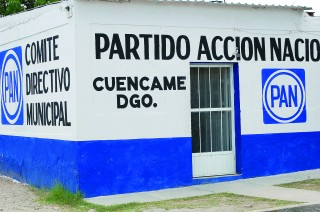 PAN
COMITE
DIRECTIVO
MUNICIPAL
PARTIDO ACCION NACIO
CUENCAME
DGO.
PAN